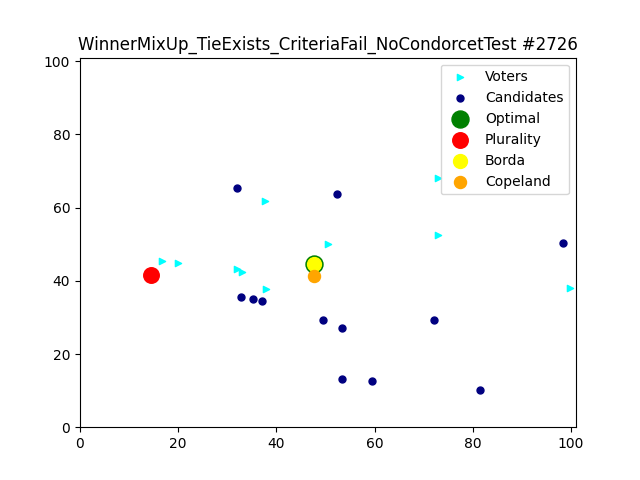 WinnerMixUp_TieExists_CriteriaFail_NoCondorcetTest #2726
Voters
Candidates
Optimal
Plurality
Borda
Copeland
100
80
60
40
20
0
0 20 40 60 80 100